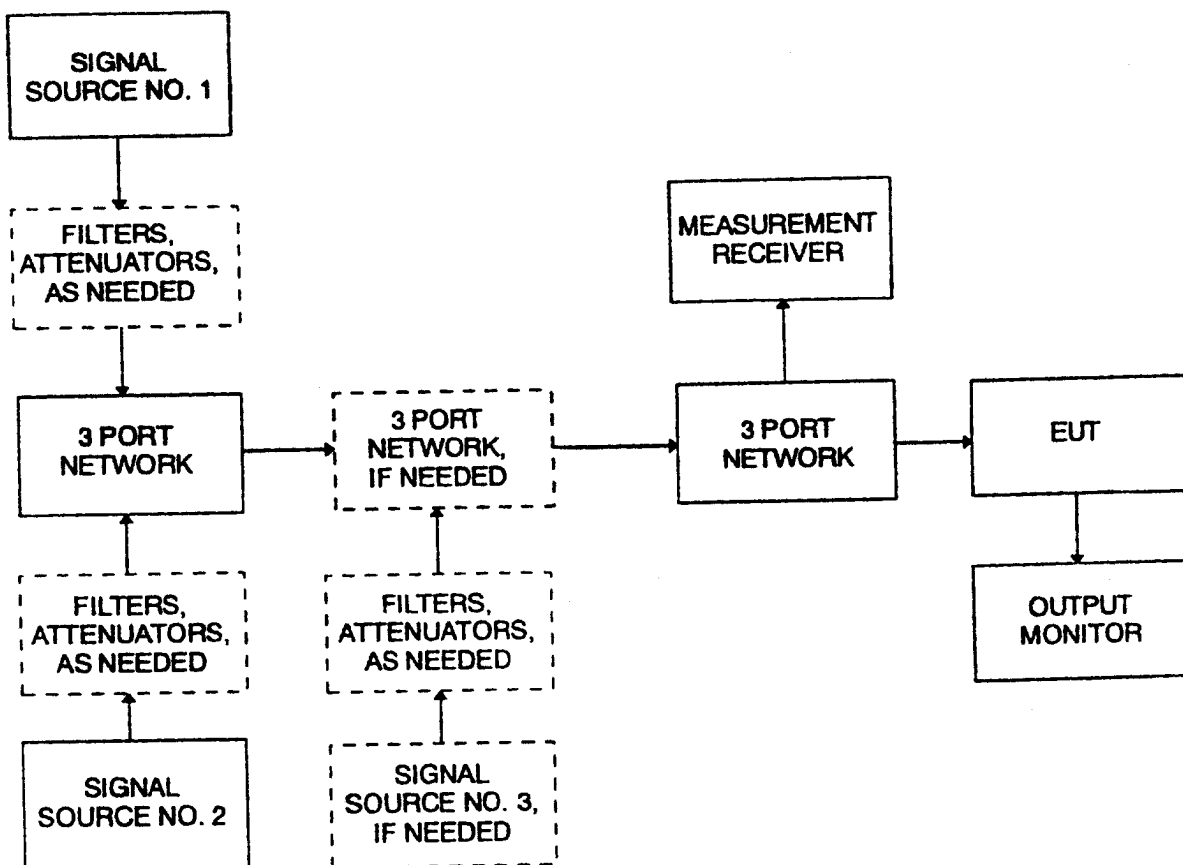 SIGNAL
SOURCE NO. 1
FILTERS,
ATTENUATORS,
AS NEEDED
MEASUREMENT
RECEIVER
3 PORT
NETWORK
3 PORT
NETWORK,
IF NEEDED
3 PORT
NETWORK
EUT
FILTERS,
ATTENUATORS,
AS NEEDED
FILTERS,
ATTENUATORS,
AS NEEDED
OUTPUT
MONITOR
SIGNAL
SOURCE NO. 2
SIGNAL
SOURCE NO. 3,
IF NEEDED